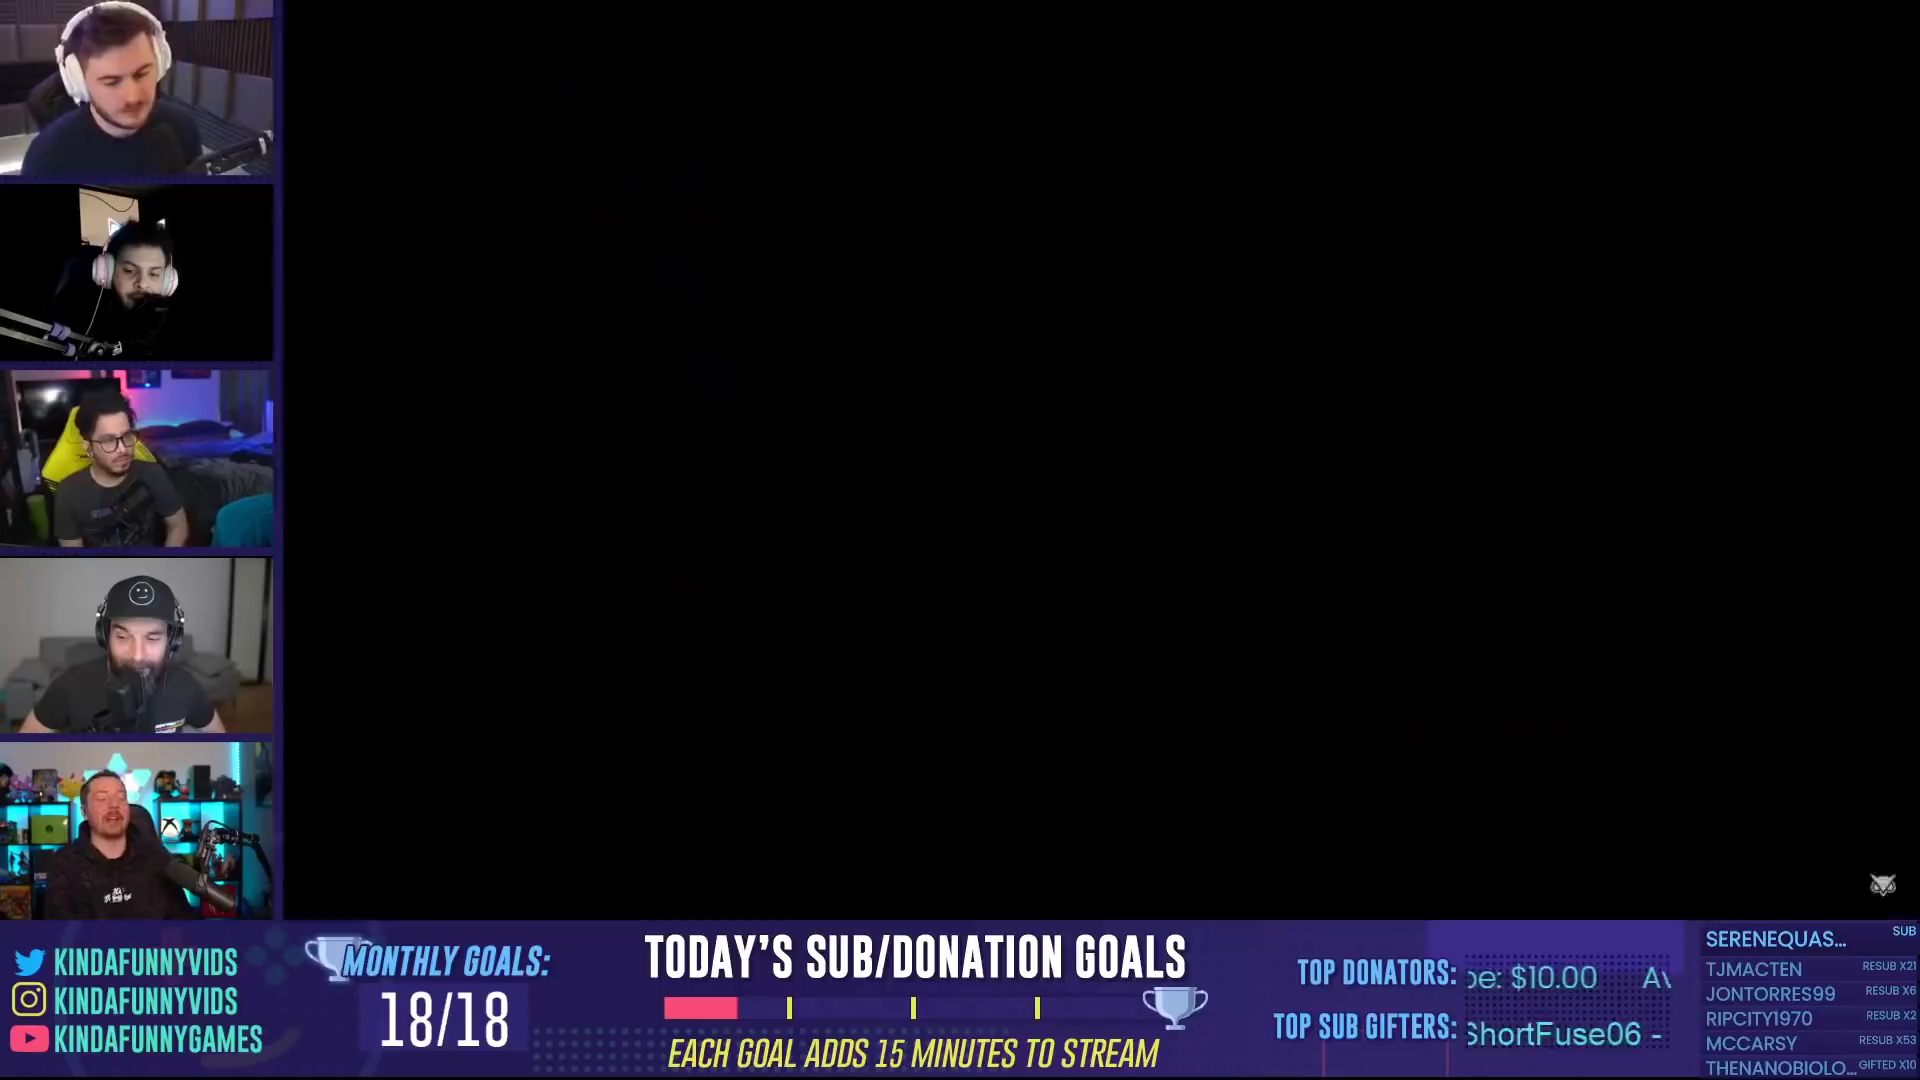 KINDAFUNNYVIDS
KINDAFUNNYVIDS
KINDAFUNNYGAMES
MONTHLY GOALS:
18/18
TODAY'S SUB/DONATION GOALS
EACH GOAL ADDS 15 MINUTES TO STREAM
TOP DONATORS:
oe: $10.00 Av
TOP SUB GIFTERS:
ShortFuse06 -
SERENEQUAS... SUB
TJMACTEN RESUB X21
JONTORRES99 RESUB X6
RIPCITY1970 RESUB X2
MCCARSY RESUB X53
THENANOBIOLO... GIFTED X10